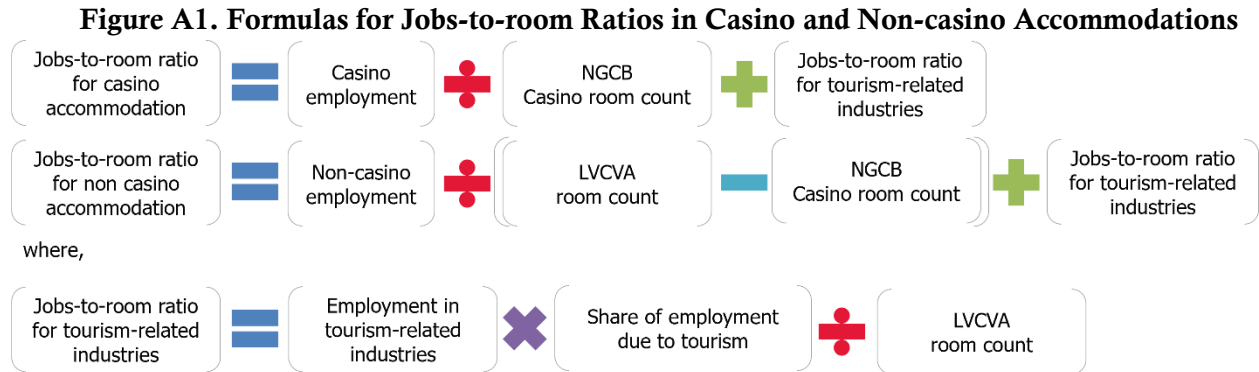 Figure A1. Formulas for Jobs-to-room Ratios in Casino and Non-casino Accommodations
Jobs-to-room ratio
for casino
accommodation
Casino
employment
NGCB
Casino room count
Jobs-to-room ratio
for tourism-related
industries
Jobs-to-room ratio
for non casino
accommodation
Non-casino
employment
LVCVA
room count
NGCB
Casino room count
Jobs-to-room ratio
for tourism-related
industries
where,
Jobs-to-room ratio
for tourism-related
industries
Employment in
tourism-related
industries
Share of employment
due to tourism
LVCVA
room count